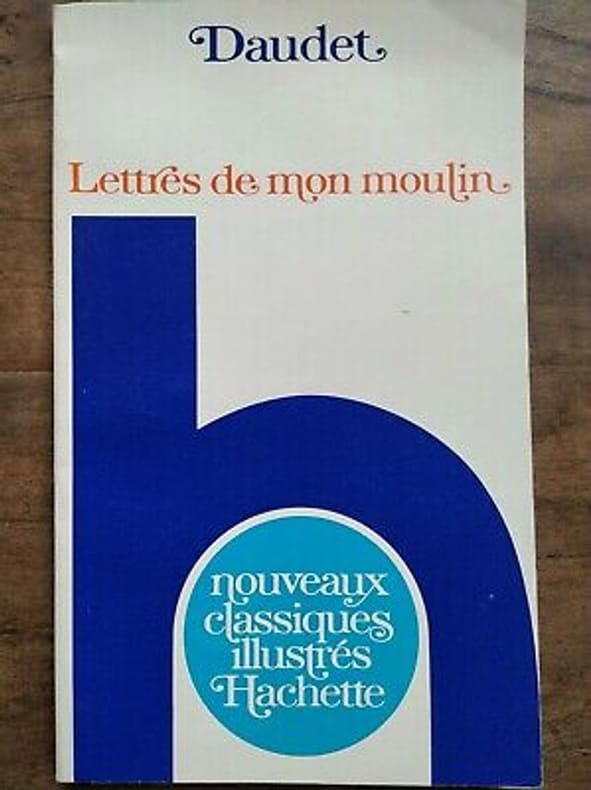 Daudet
Lettres de mon moulin
h
nouveaux
classiques
illustrés
Hachette